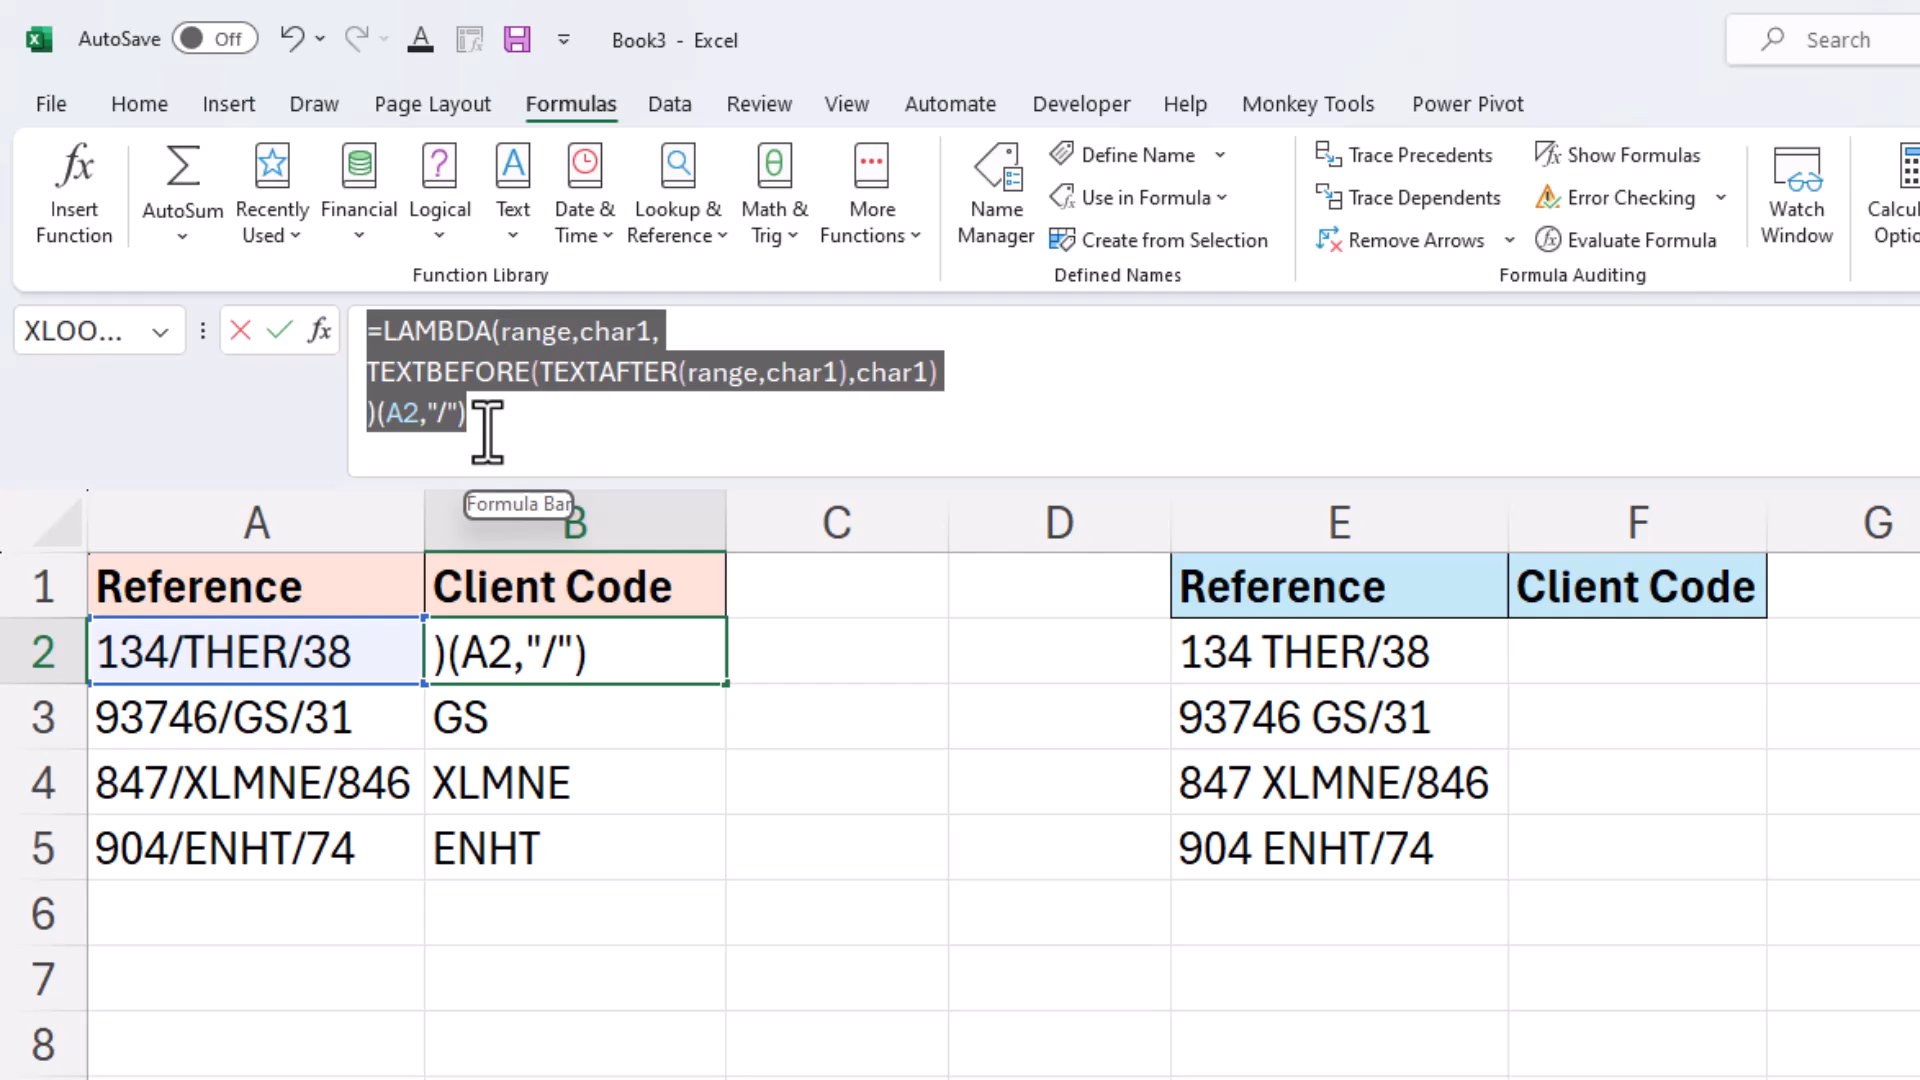 AutoSave Off Book3 - Excel Search
File Home Insert Draw Page Layout Formulas Data Review View Automate Developer Help Monkey Tools Power Pivot
Insert Function
AutoSum
Recently Used
Financial
Logical
Text
Date & Time
Lookup & Reference
Math & Trig
More Functions
Function Library
Name Manager
Define Name
Use in Formula
Create from Selection
Defined Names
Trace Precedents
Trace Dependents
Remove Arrows
Show Formulas
Error Checking
Evaluate Formula
Formula Auditing
Watch Window
XLOO...
fx
=LAMBDA(range,char1,
TEXTBEFORE(TEXTAFTER(range,char1),char1)
)(A2,"/")
Formula Bar
A B C D E F G
1 Reference Client Code Reference Client Code
2 134/THER/38 )(A2,"/") 134 THER/38
3 93746/GS/31 GS 93746 GS/31
4 847/XLMNE/846 XLMNE 847 XLMNE/846
5 904/ENHT/74 ENHT 904 ENHT/74
6
7
8